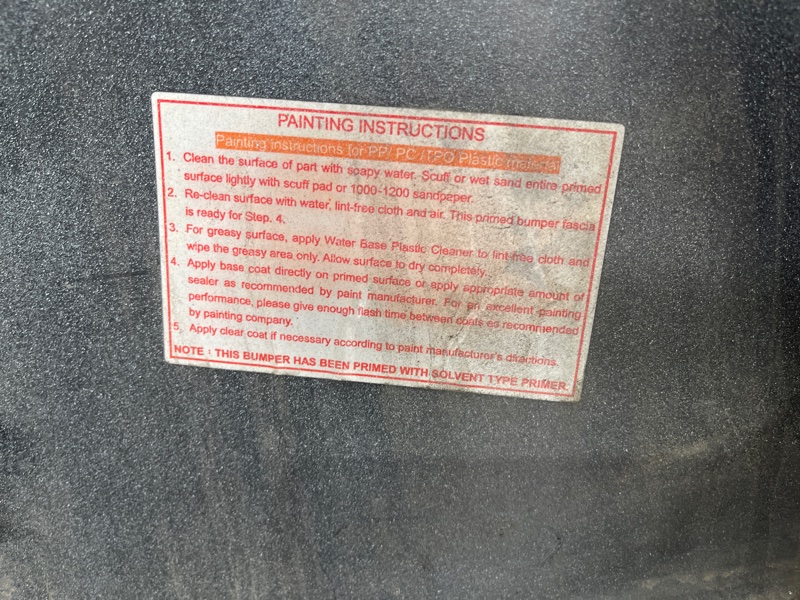 PAINTING INSTRUCTIONS
Painting instructions for PP/ PC /TPO Plastic material
1. Clean the surface of part with soapy water. Scuff or wet sand entire primed
surface lightly with scuff pad or 1000-1200 sandpeper.
2. Re-clean surface with water, lint-free cloth and air. This primed bumper fascia
is ready for Step. 4.
3. For greasy surface, apply Water Base Plastic Cleaner to lint-free cloth and
wipe the greasy area only. Allow surface to dry completely.
4. Apply base coat directly on primed surface or apply appropriate amount of
sealer as recommended by paint manufacturer. For an excellent painting
performance, please give enough flash time between coats as recommended
by painting company.
5. Apply clear coat if necessary according to paint manufacturer's directions.
NOTE : THIS BUMPER HAS BEEN PRIMED WITH SOLVENT TYPE PRIMER.